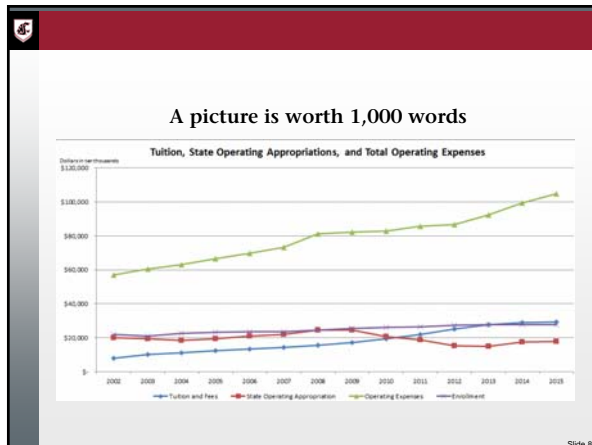 A picture is worth 1,000 words
Tuition, State Operating Appropriations, and Total Operating Expenses
Dollars in ten thousands
$120,000
$100,000
$80,000
$60,000
$40,000
$20,000
$-
2002 2003 2004 2005 2006 2007 2008 2009 2010 2011 2012 2013 2014 2015
Tuition and Fees State Operating Appropriation Operating Expenses Enrollment
Slide 8